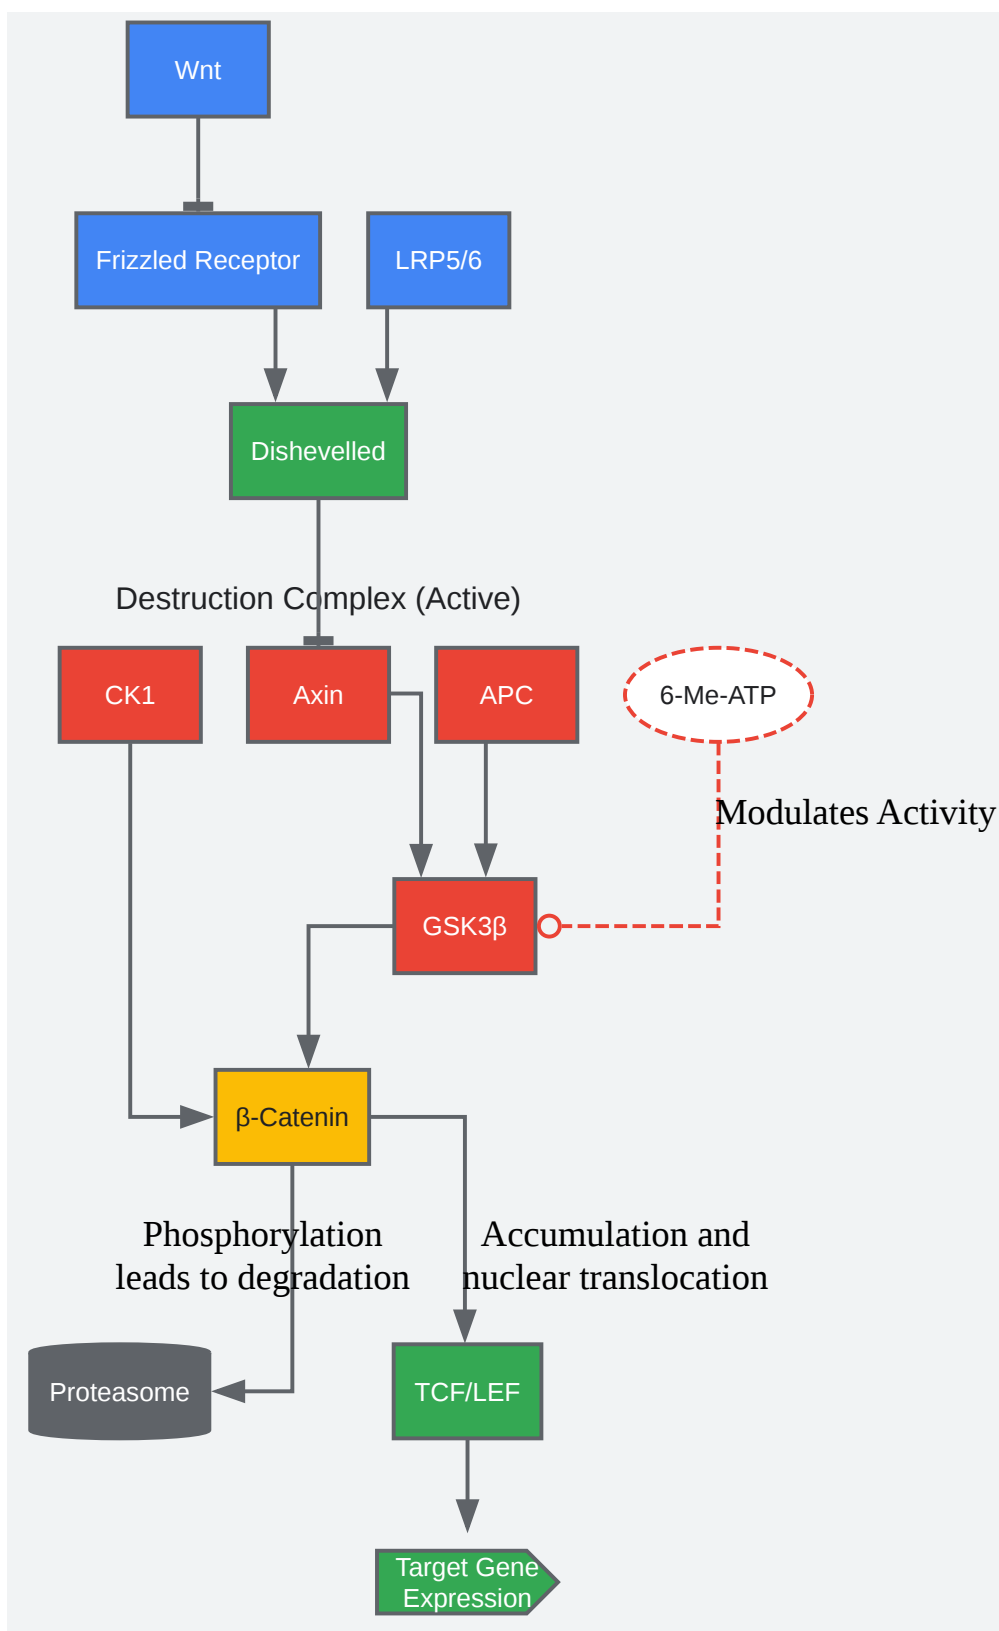 Wnt
Frizzled Receptor
LRP5/6
Dishevelled
Destruction Complex (Active)
CK1
Axin
APC
6-Me-ATP
Modulates Activity
GSK3β
β-Catenin
Phosphorylation
leads to degradation
Accumulation and
nuclear translocation
Proteasome
TCF/LEF
Target Gene
Expression